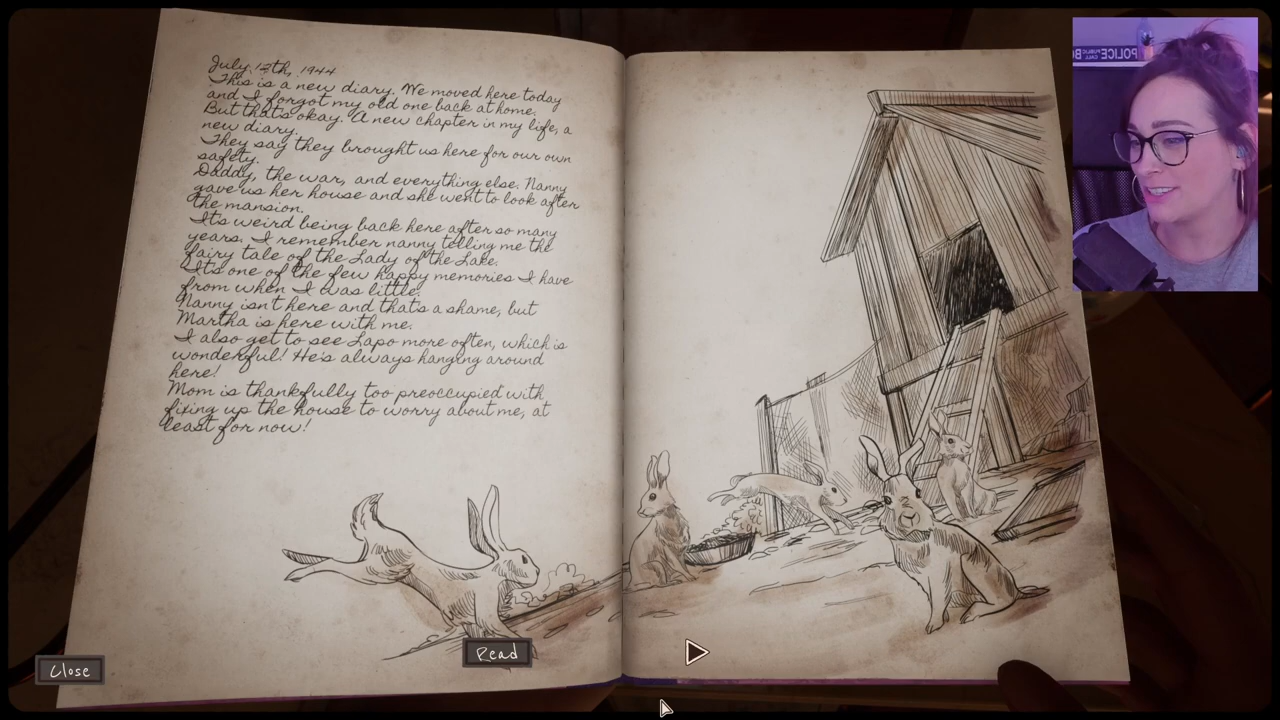 July 12th, 1944
This is a new diary. We moved here today
and I forgot my old one back at home.
But that's okay. A new chapter in my life, a
new diary.
They say they brought us here for our own
safety.
Daddy, the war, and everything else. Nanny
gave us her house and she went to look after
the mansion.
It's weird being back here after so many
years. I remember nanny telling me the
fairy tale of the Lady of the Lake.
It's one of the few happy memories I have
from when I was little.
Nanny isn't here and that's a shame, but
Martha is here with me.
I also get to see Lapo more often, which is
wonderful! He's always hanging around
here!
Mom is thankfully too preoccupied with
fixing up the house to worry about me, at
least for now!
Read
Close
POLICE PUBLIC CALL BO